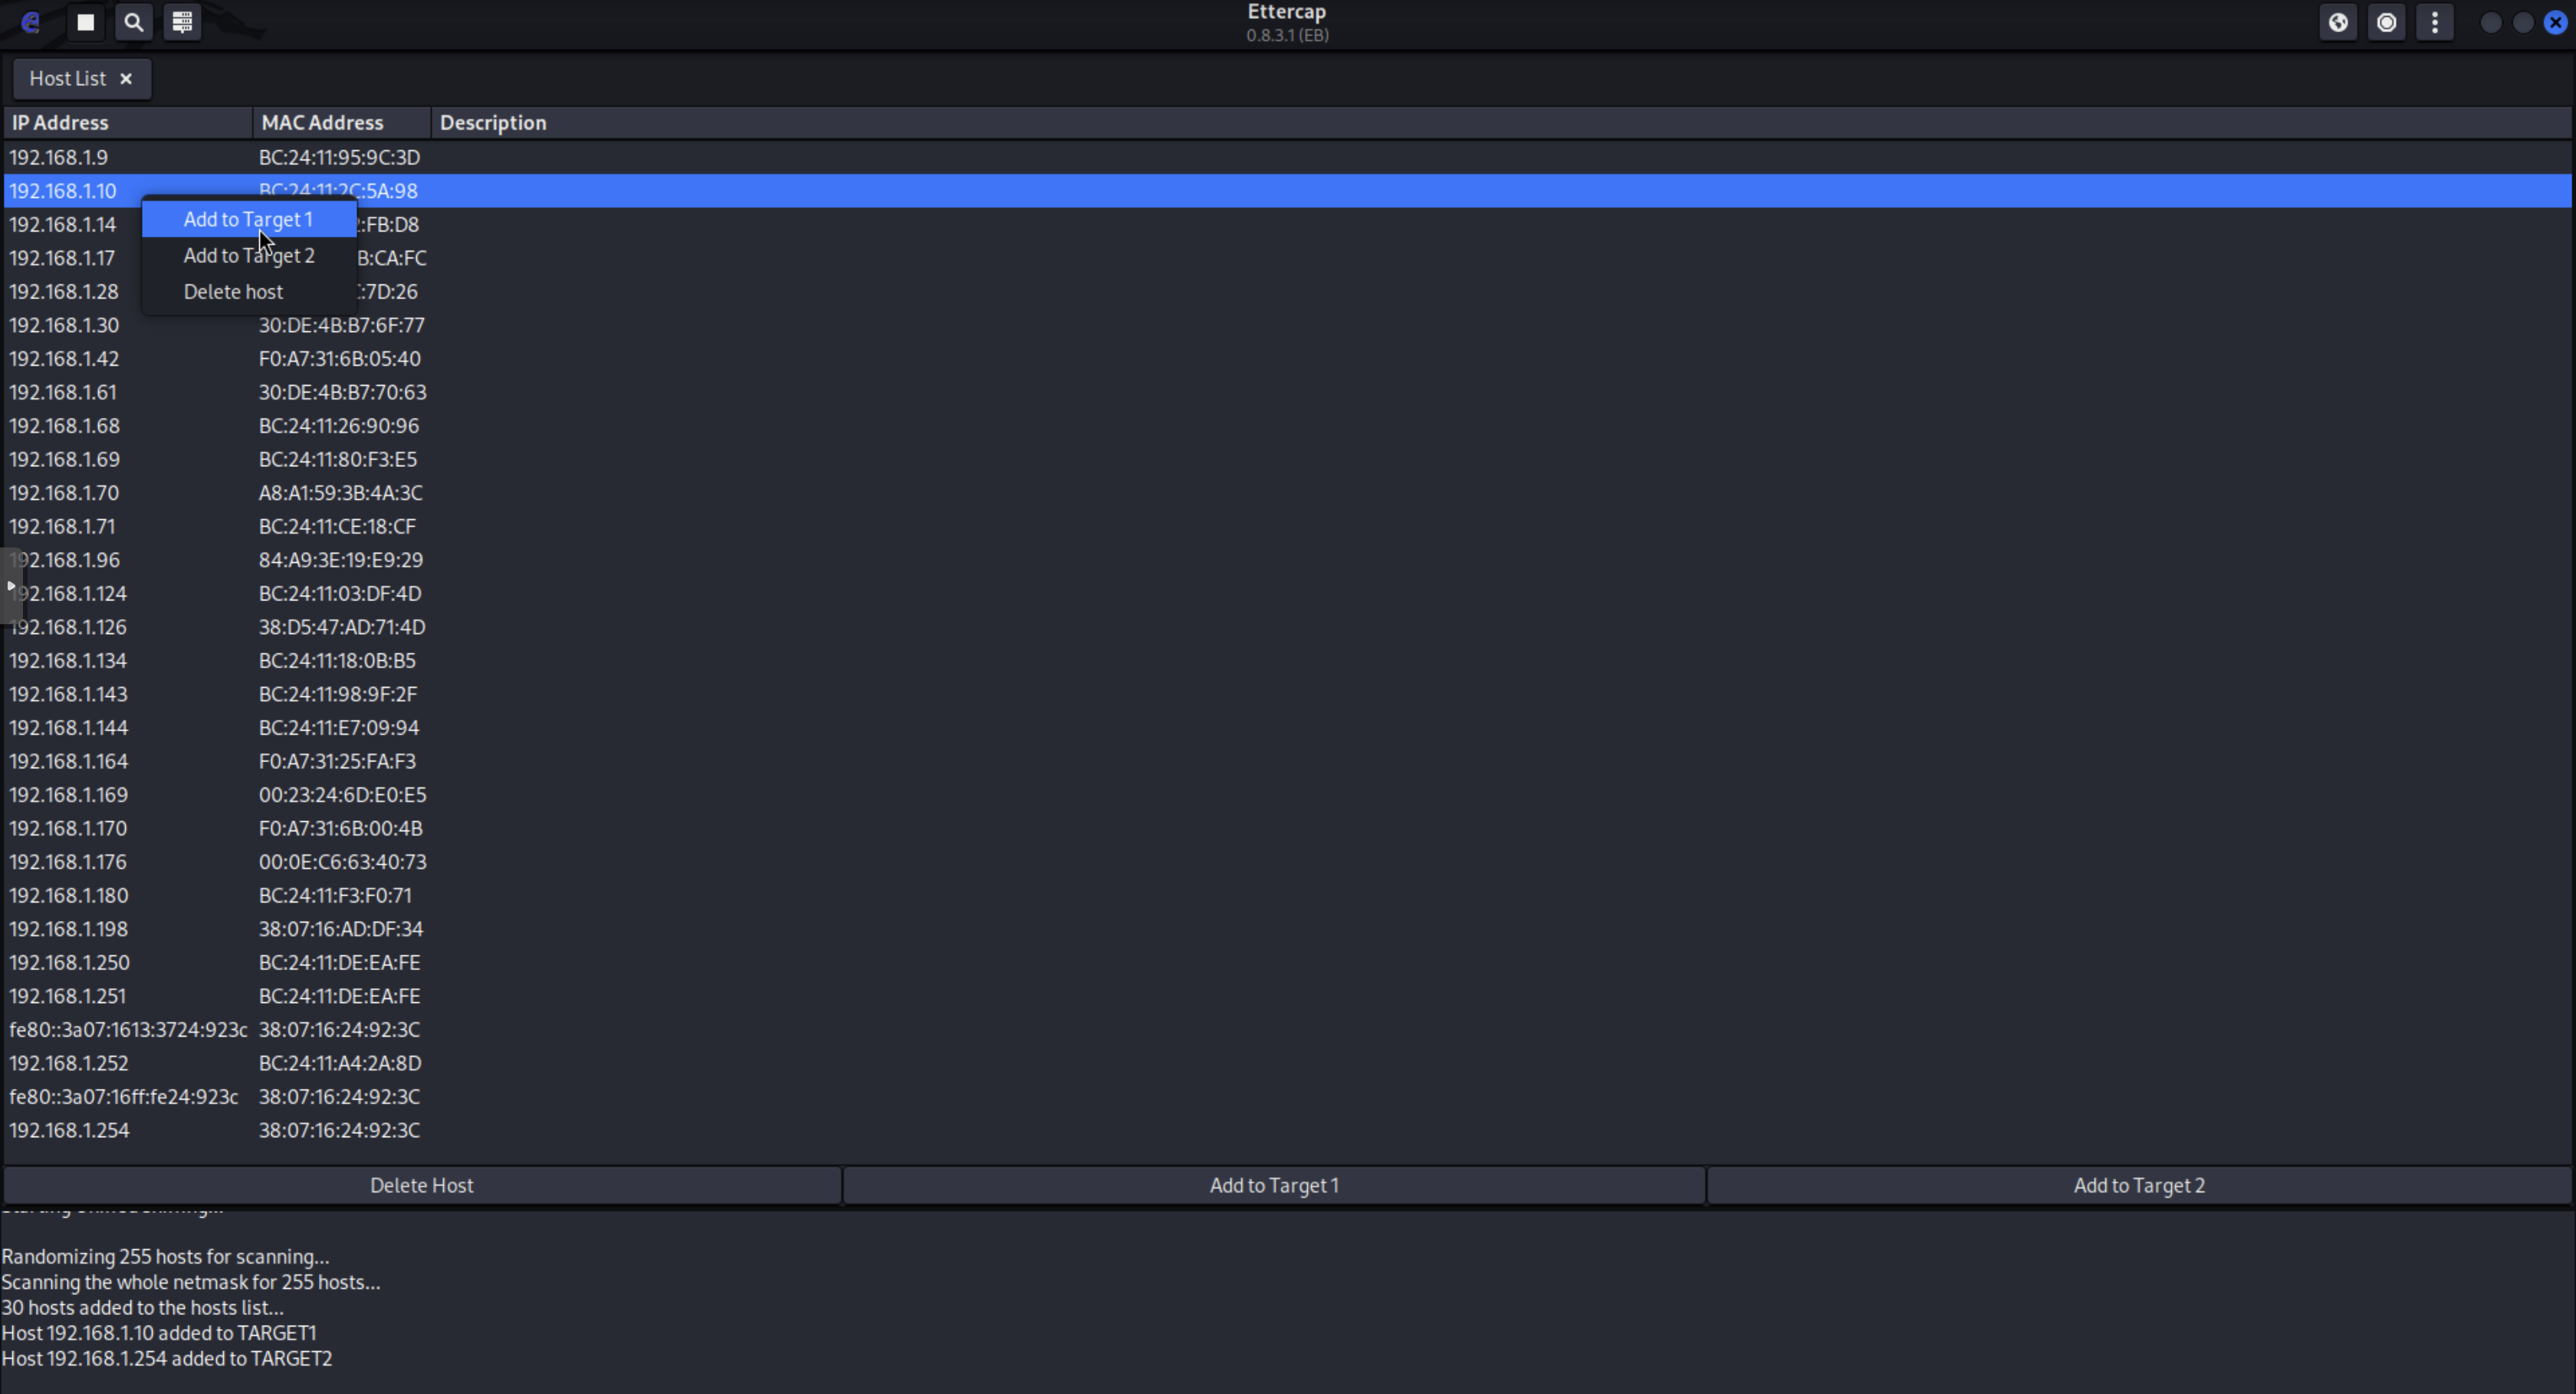 Ettercap
0.8.3.1 (EB)
Host List
IP Address MAC Address Description
192.168.1.9 BC:24:11:95:9C:3D
192.168.1.10 BC:24:11:2C:5A:98
Add to Target 1
Add to Target 2
Delete host
192.168.1.14 :FB:D8
192.168.1.17 B:CA:FC
192.168.1.28 :7D:26
192.168.1.30 30:DE:4B:B7:6F:77
192.168.1.42 F0:A7:31:6B:05:40
192.168.1.61 30:DE:4B:B7:70:63
192.168.1.68 BC:24:11:26:90:96
192.168.1.69 BC:24:11:80:F3:E5
192.168.1.70 A8:A1:59:3B:4A:3C
192.168.1.71 BC:24:11:CE:18:CF
192.168.1.96 84:A9:3E:19:E9:29
192.168.1.124 BC:24:11:03:DF:4D
192.168.1.126 38:D5:47:AD:71:4D
192.168.1.134 BC:24:11:18:0B:B5
192.168.1.143 BC:24:11:98:9F:2F
192.168.1.144 BC:24:11:E7:09:94
192.168.1.164 F0:A7:31:25:FA:F3
192.168.1.169 00:23:24:6D:E0:E5
192.168.1.170 F0:A7:31:6B:00:4B
192.168.1.176 00:0E:C6:63:40:73
192.168.1.180 BC:24:11:F3:F0:71
192.168.1.198 38:07:16:AD:DF:34
192.168.1.250 BC:24:11:DE:EA:FE
192.168.1.251 BC:24:11:DE:EA:FE
fe80::3a07:1613:3724:923c 38:07:16:24:92:3C
192.168.1.252 BC:24:11:A4:2A:8D
fe80::3a07:16ff:fe24:923c 38:07:16:24:92:3C
192.168.1.254 38:07:16:24:92:3C
Delete Host Add to Target 1 Add to Target 2
Randomizing 255 hosts for scanning...
Scanning the whole netmask for 255 hosts...
30 hosts added to the hosts list...
Host 192.168.1.10 added to TARGET1
Host 192.168.1.254 added to TARGET2